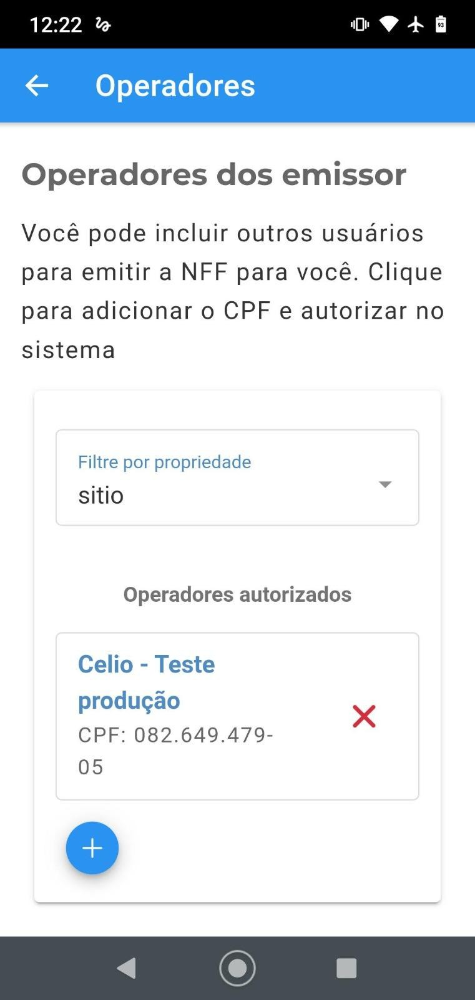 12:22
93
Operadores
Operadores dos emissor
Você pode incluir outros usuários
para emitir a NFF para você. Clique
para adicionar o CPF e autorizar no
sistema
Filtre por propriedade
sitio
Operadores autorizados
Celio - Teste
produção
CPF: 082.649.479-
05